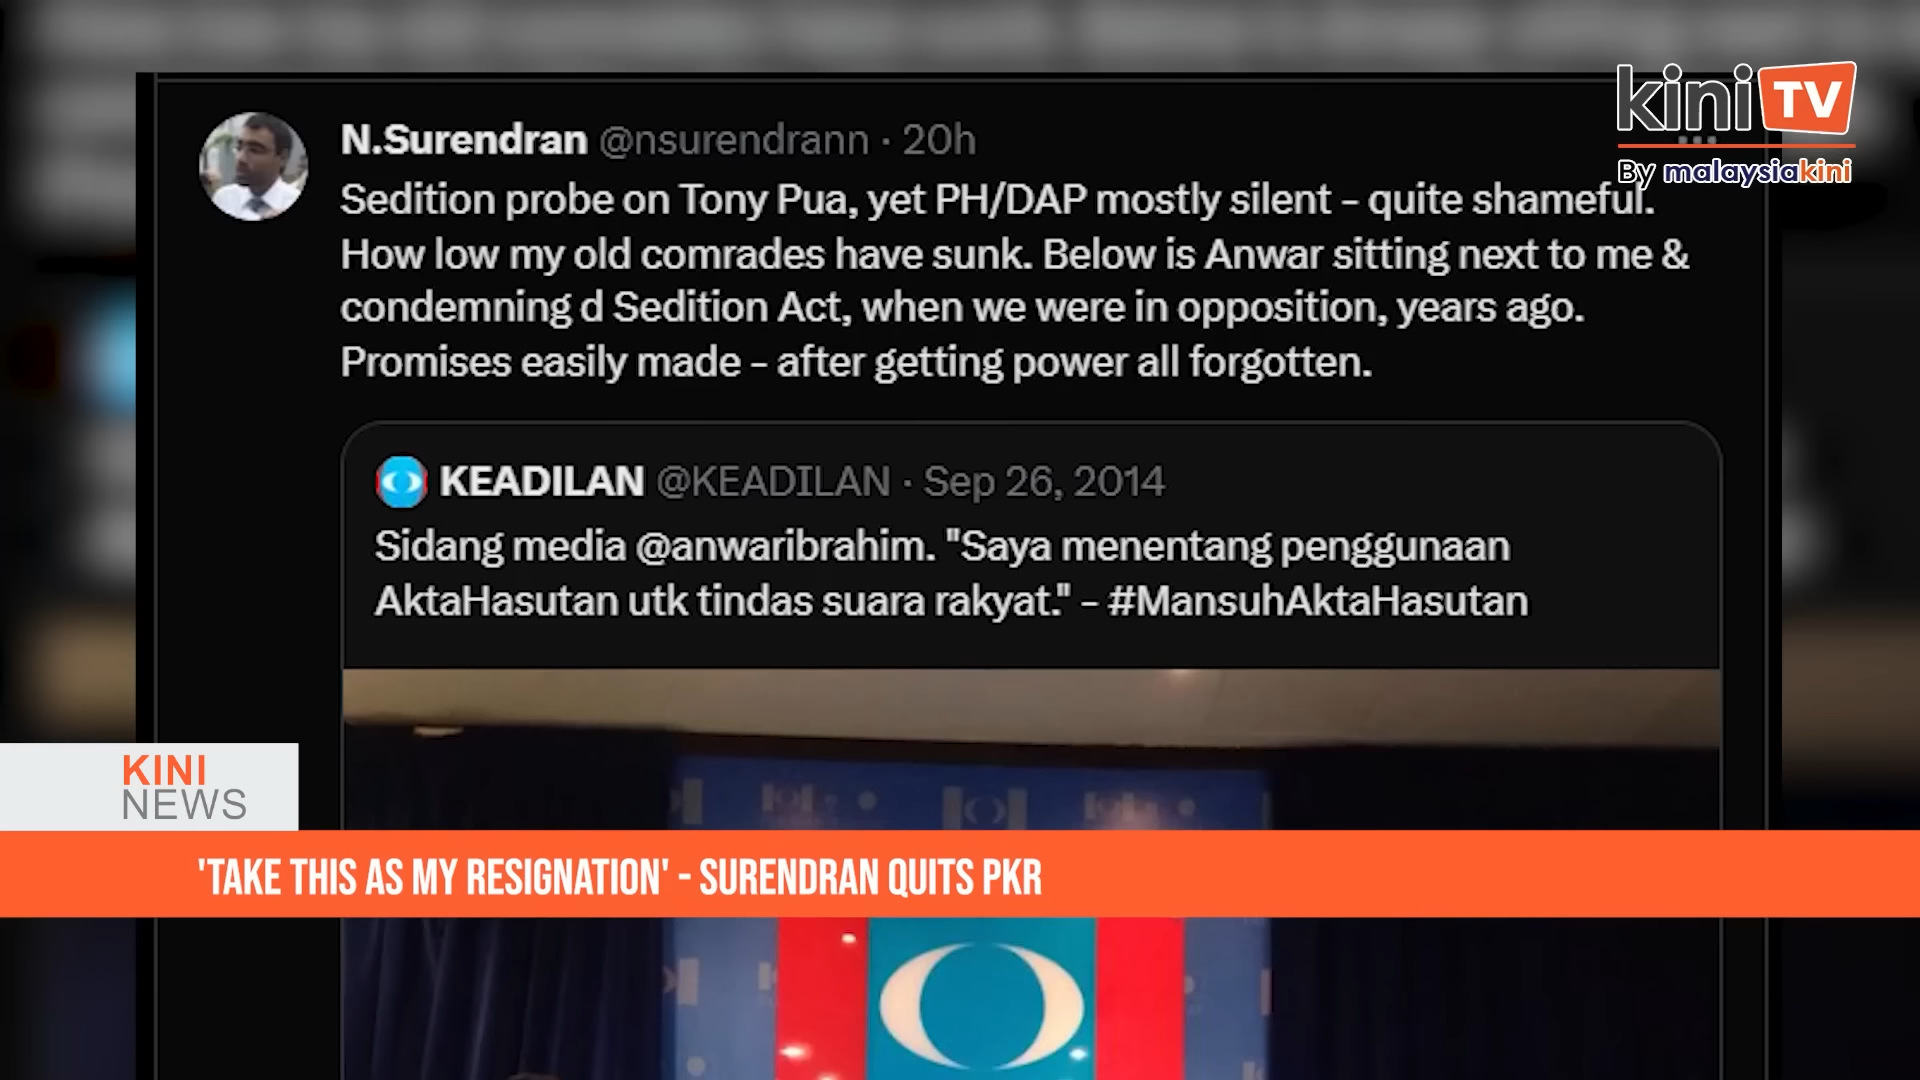 kini TV
By malaysiakini
N.Surendran @nsurendrann · 20h
Sedition probe on Tony Pua, yet PH/DAP mostly silent – quite shameful.
How low my old comrades have sunk. Below is Anwar sitting next to me &
condemning d Sedition Act, when we were in opposition, years ago.
Promises easily made – after getting power all forgotten.
KEADILAN @KEADILAN · Sep 26, 2014
Sidang media @anwaribrahim. "Saya menentang penggunaan
AktaHasutan utk tindas suara rakyat." – #MansuhAktaHasutan
KINI
NEWS
'TAKE THIS AS MY RESIGNATION' - SURENDRAN QUITS PKR